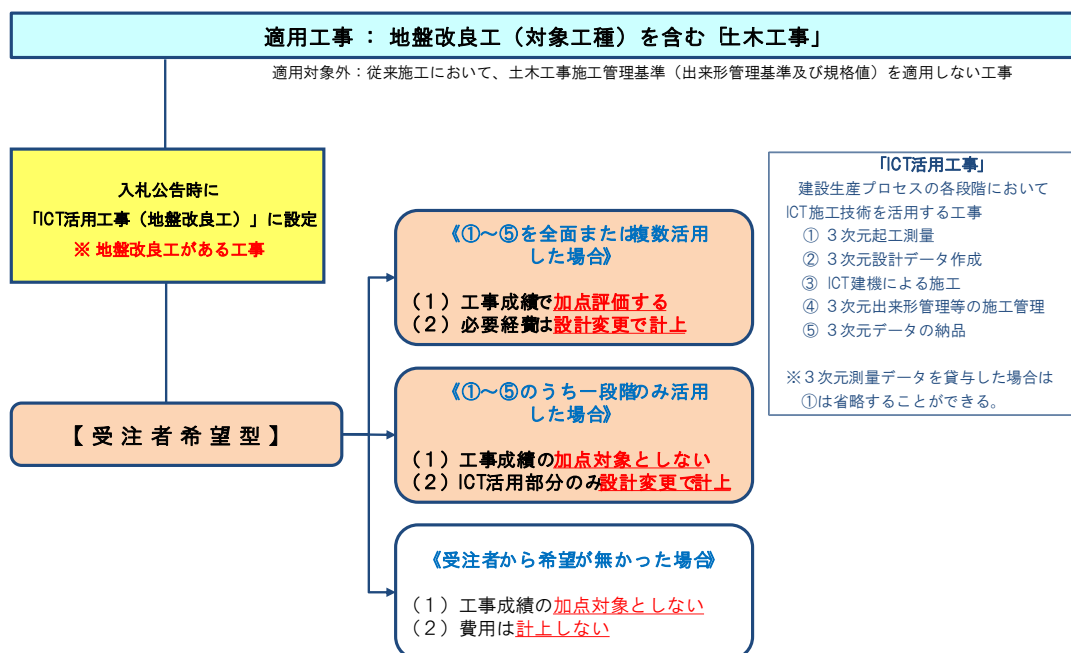 適用工事 : 地盤改良工（対象工種）を含む「土木工事」
適用対象外：従来施工において、土木工事施工管理基準（出来形管理基準及び規格値）を適用しない工事
入札公告時に
「ICT活用工事（地盤改良工）」に設定
※ 地盤改良工がある工事
【 受 注 者 希 望 型 】
《①～⑤を全面または複数活用
した場合》
（１）工事成績で加点評価する
（２）必要経費は設計変更で計上
《①～⑤のうち一段階のみ活用
した場合》
（１）工事成績の加点対象としない
（２）ICT活用部分のみ設計変更で計上
《受注者から希望が無かった場合》
（１）工事成績の加点対象としない
（２）費用は計上しない
「ICT活用工事」
建設生産プロセスの各段階において
ICT施工技術を活用する工事
① ３次元起工測量
② ３次元設計データ作成
③ ICT建機による施工
④ ３次元出来形管理等の施工管理
⑤ ３次元データの納品
※３次元測量データを貸与した場合は
①は省略することができる。